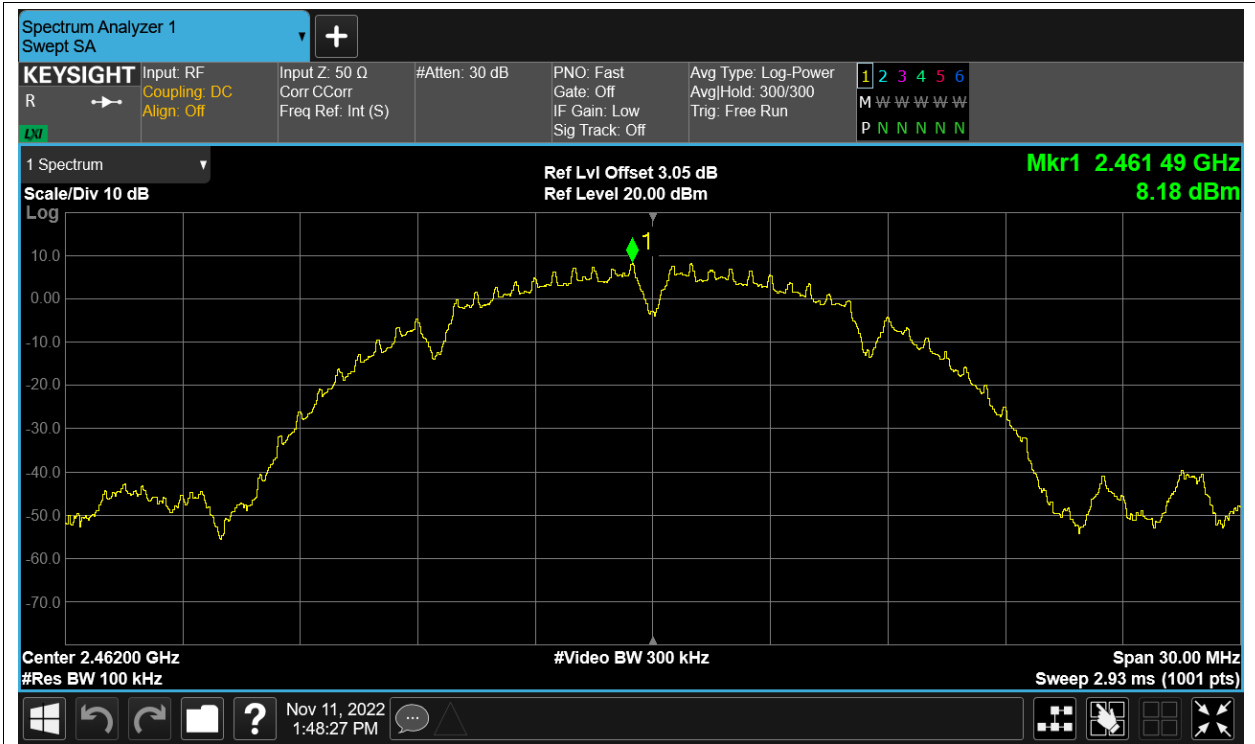 Spectrum Analyzer 1
Swept SA
+
KEYSIGHT
R
LXI
Input: RF
Coupling: DC
Align: Off
Input Z: 50 Ω
Corr CCorr
Freq Ref: Int (S)
#Atten: 30 dB
PNO: Fast
Gate: Off
IF Gain: Low
Sig Track: Off
Avg Type: Log-Power
Avg|Hold: 300/300
Trig: Free Run
1 2 3 4 5 6
M W W W W W
P N N N N N
1 Spectrum
Scale/Div 10 dB
Log
Ref Lvl Offset 3.05 dB
Ref Level 20.00 dBm
Mkr1 2.461 49 GHz
8.18 dBm
1
10.0
0.00
-10.0
-20.0
-30.0
-40.0
-50.0
-60.0
-70.0
Center 2.46200 GHz
#Res BW 100 kHz
#Video BW 300 kHz
Span 30.00 MHz
Sweep 2.93 ms (1001 pts)
?
Nov 11, 2022
1:48:27 PM